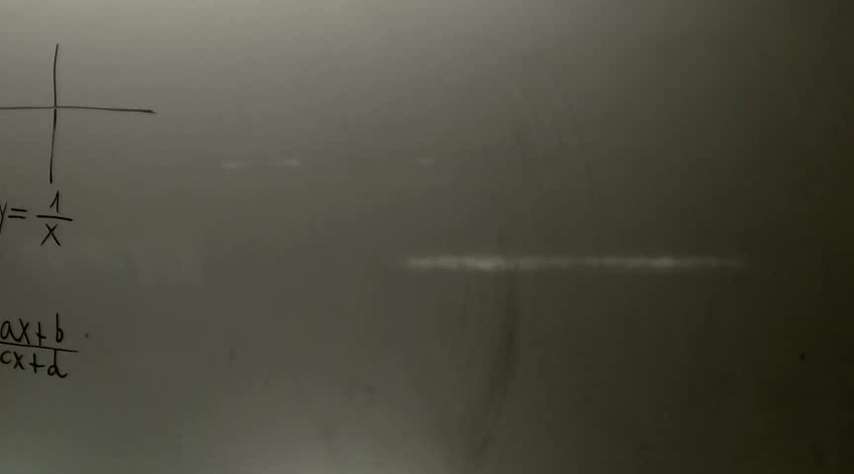 y = 1/x
ax+b/cx+d